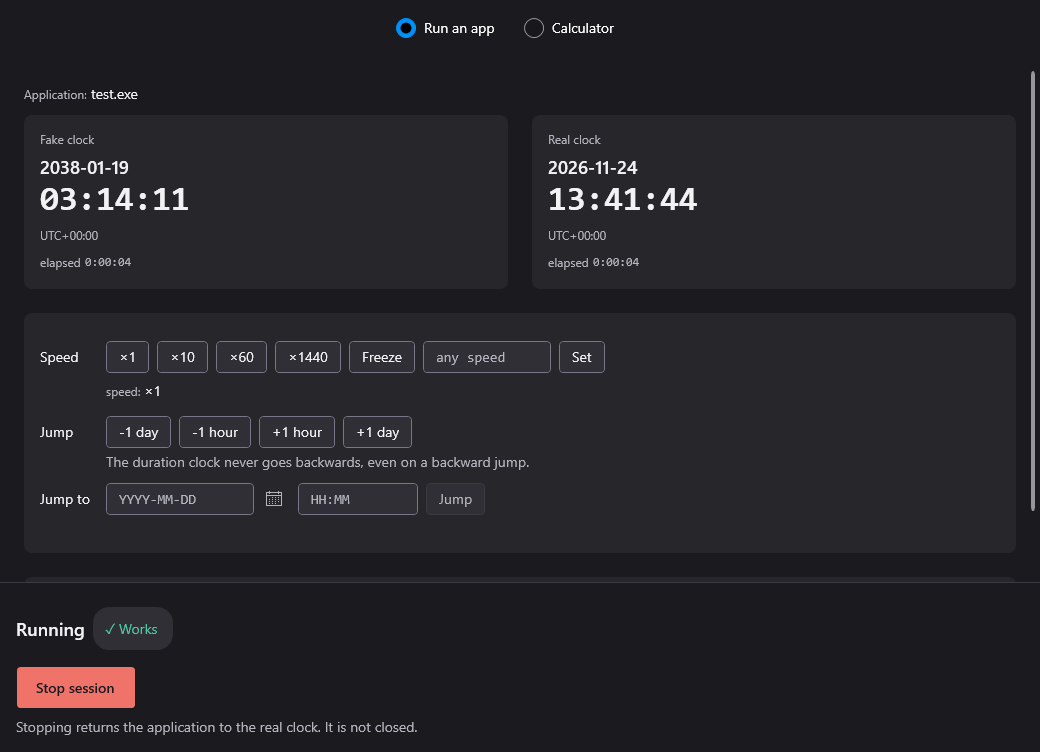 Run an app Calculator
Application: test.exe
Fake clock
2038-01-19
03:14:11
UTC+00:00
elapsed 0:00:04
Real clock
2026-11-24
13:41:44
UTC+00:00
elapsed 0:00:04
Speed ×1 ×10 ×60 ×1440 Freeze any speed Set
speed: ×1
Jump -1 day -1 hour +1 hour +1 day
The duration clock never goes backwards, even on a backward jump.
Jump to YYYY-MM-DD HH:MM Jump
Running ✓ Works
Stop session
Stopping returns the application to the real clock. It is not closed.